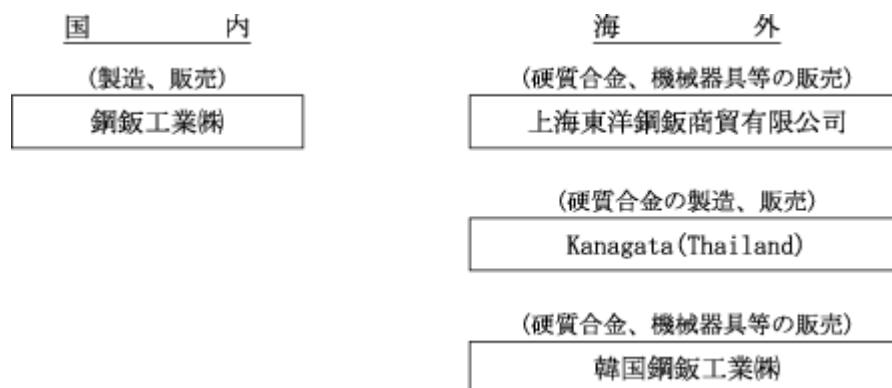 国内
(製造、販売)
鋼鈑工業㈱
海外
(硬質合金、機械器具等の販売)
上海東洋鋼鈑商貿有限公司
(硬質合金の製造、販売)
Kanagata(Thailand)
(硬質合金、機械器具等の販売)
韓国鋼鈑工業㈱